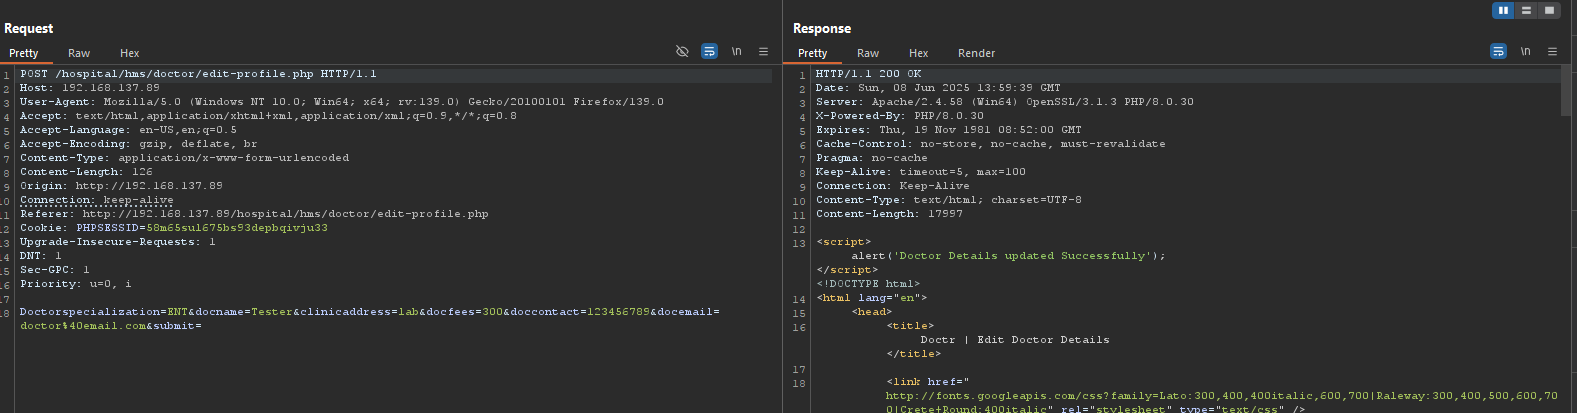 Request
Pretty Raw Hex
\n
1 POST /hospital/hms/doctor/edit-profile.php HTTP/1.1
2 Host: 192.168.137.89
3 User-Agent: Mozilla/5.0 (Windows NT 10.0; Win64; x64; rv:139.0) Gecko/20100101 Firefox/139.0
4 Accept: text/html,application/xhtml+xml,application/xml;q=0.9,*/*;q=0.8
5 Accept-Language: en-US,en;q=0.5
6 Accept-Encoding: gzip, deflate, br
7 Content-Type: application/x-www-form-urlencoded
8 Content-Length: 126
9 Origin: http://192.168.137.89
10 Connection: keep-alive
11 Referer: http://192.168.137.89/hospital/hms/doctor/edit-profile.php
12 Cookie: PHPSESSID=58m65sul675bs93depbqivju33
13 Upgrade-Insecure-Requests: 1
14 DNT: 1
15 Sec-GPC: 1
16 Priority: u=0, i
17
18 Doctorspecialization=ENT&docname=Tester&clinicaddress=lab&docfees=300&doccontact=123456789&docemail=
doctor%40email.com&submit=
Response
Pretty Raw Hex Render
\n
1 HTTP/1.1 200 OK
2 Date: Sun, 08 Jun 2025 13:59:39 GMT
3 Server: Apache/2.4.58 (Win64) OpenSSL/3.1.3 PHP/8.0.30
4 X-Powered-By: PHP/8.0.30
5 Expires: Thu, 19 Nov 1981 08:52:00 GMT
6 Cache-Control: no-store, no-cache, must-revalidate
7 Pragma: no-cache
8 Keep-Alive: timeout=5, max=100
9 Connection: Keep-Alive
10 Content-Type: text/html; charset=UTF-8
11 Content-Length: 17997
12
13 <script>
alert('Doctor Details updated Successfully');
</script>
<!DOCTYPE html>
14 <html lang="en">
15 <head>
16 <title>
Doctr | Edit Doctor Details
</title>
17
18 <link href="
http://fonts.googleapis.com/css?family=Lato:300,400,400italic,600,700|Raleway:300,400,500,600,70
0|Crete+Round:400italic" rel="stylesheet" type="text/css" />